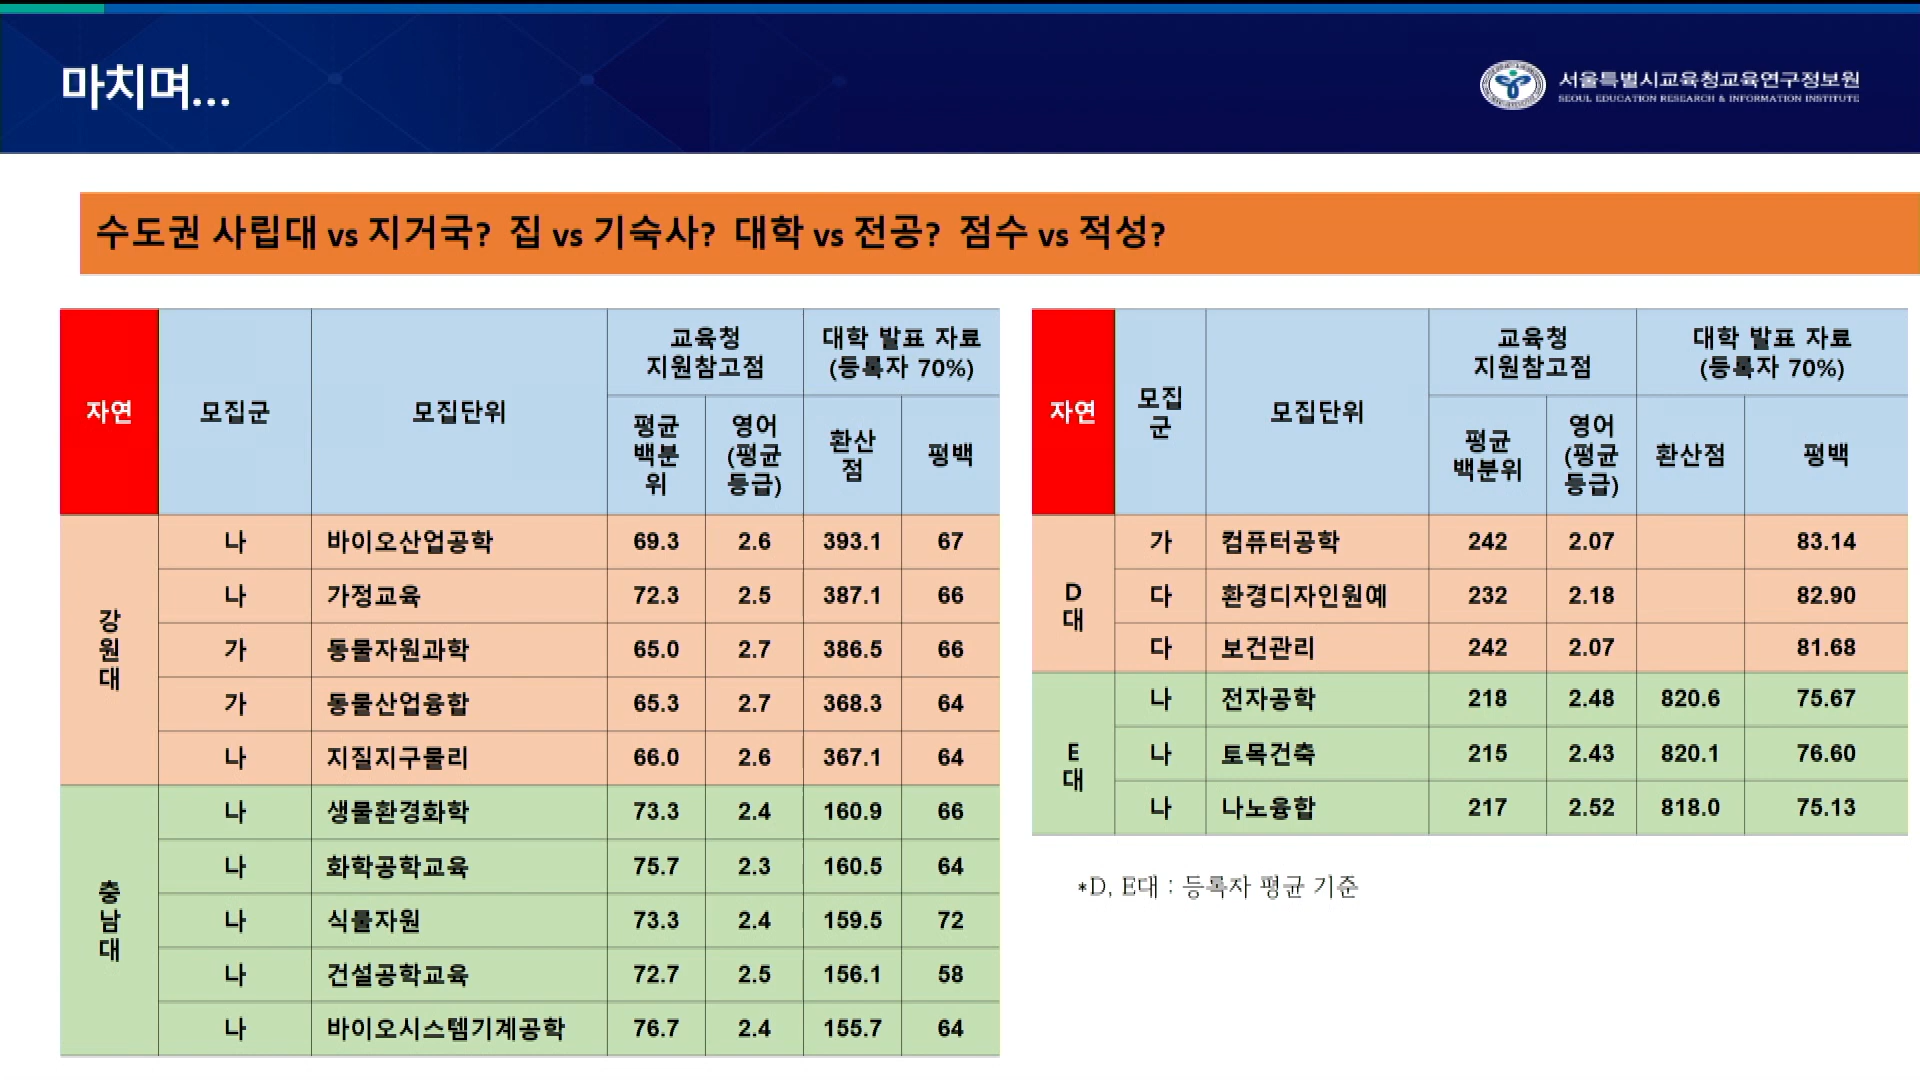 마치며...
서울특별시교육청교육연구정보원
SEOUL EDUCATION RESEARCH & INFORMATION INSTITUTE
수도권 사립대 vs 지거국? 집 vs 기숙사? 대학 vs 전공? 점수 vs 적성?
자연 모집군 모집단위 교육청 지원참고점 대학 발표 자료 (등록자 70%)
평균 백분위 영어 (평균 등급) 환산점 평백
강원대 나 바이오산업공학 69.3 2.6 393.1 67
나 가정교육 72.3 2.5 387.1 66
가 동물자원과학 65.0 2.7 386.5 66
가 동물산업융합 65.3 2.7 368.3 64
나 지질지구물리 66.0 2.6 367.1 64
충남대 나 생물환경화학 73.3 2.4 160.9 66
나 화학공학교육 75.7 2.3 160.5 64
나 식물자원 73.3 2.4 159.5 72
나 건설공학교육 72.7 2.5 156.1 58
나 바이오시스템기계공학 76.7 2.4 155.7 64
자연 모집군 모집단위 교육청 지원참고점 대학 발표 자료 (등록자 70%)
평균 백분위 영어 (평균 등급) 환산점 평백
D대 가 컴퓨터공학 242 2.07 83.14
다 환경디자인원예 232 2.18 82.90
다 보건관리 242 2.07 81.68
E대 나 전자공학 218 2.48 820.6 75.67
나 토목건축 215 2.43 820.1 76.60
나 나노융합 217 2.52 818.0 75.13
*D, E대 : 등록자 평균 기준